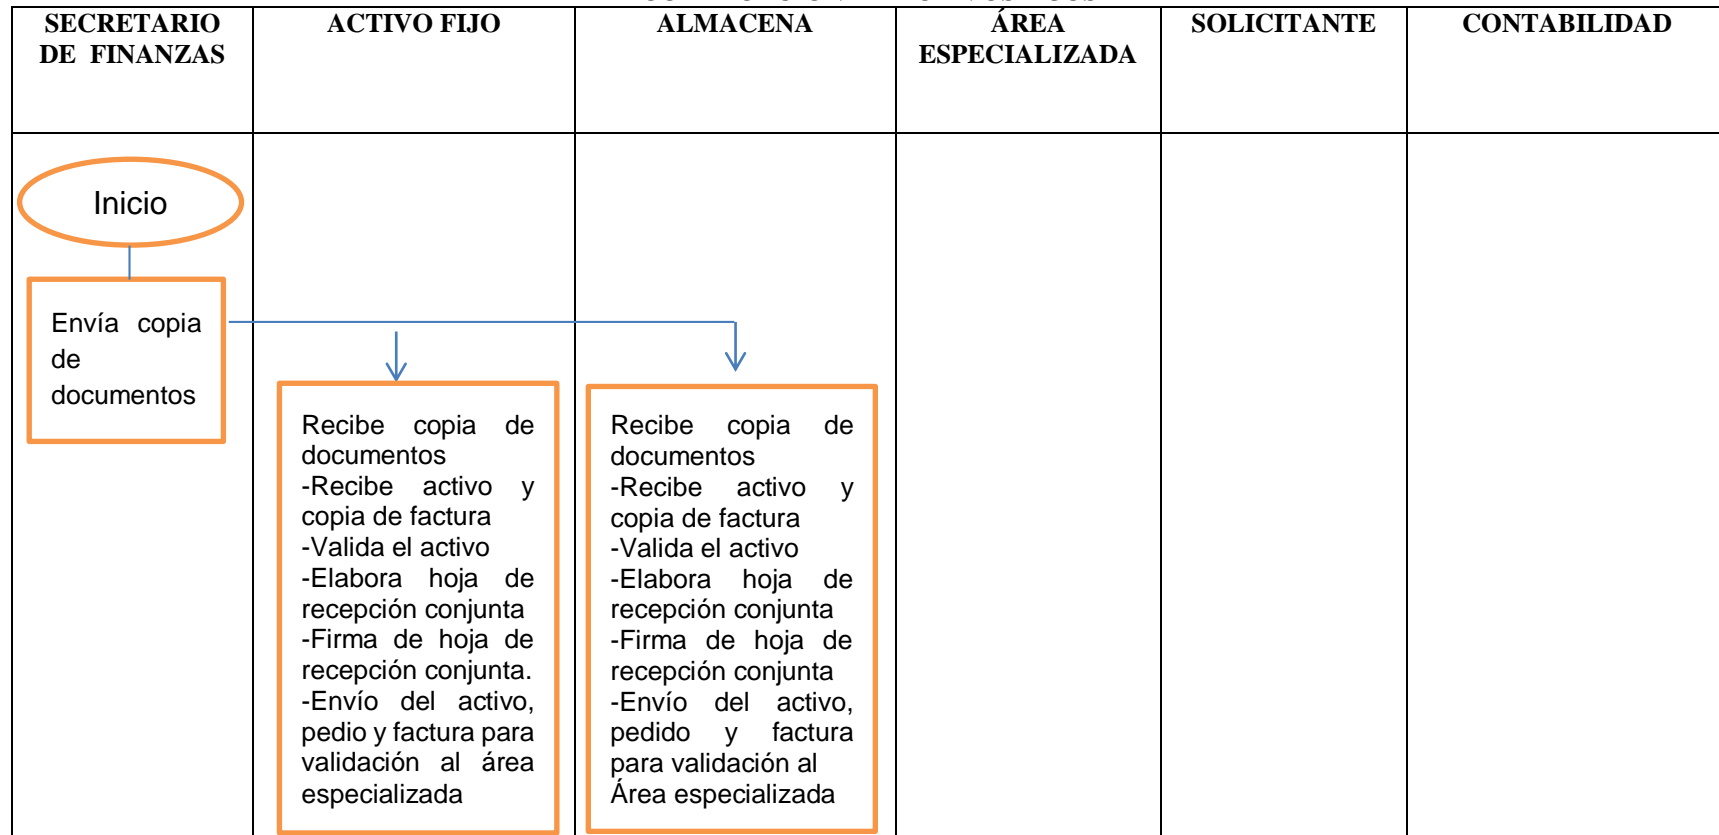 SECRETARIO
DE FINANZAS
ACTIVO FIJO
ALMACENA
ÁREA
ESPECIALIZADA
SOLICITANTE
CONTABILIDAD
Inicio
Envía copia
de
documentos
Recibe copia de
documentos
-Recibe activo y
copia de factura
-Valida el activo
-Elabora hoja de
recepción conjunta
-Firma de hoja de
recepción conjunta.
-Envío del activo,
pedio y factura para
validación al área
especializada
Recibe copia de
documentos
-Recibe activo y
copia de factura
-Valida el activo
-Elabora hoja de
recepción conjunta
-Firma de hoja de
recepción conjunta
-Envío del activo,
pedido y factura
para validación al
Área especializada